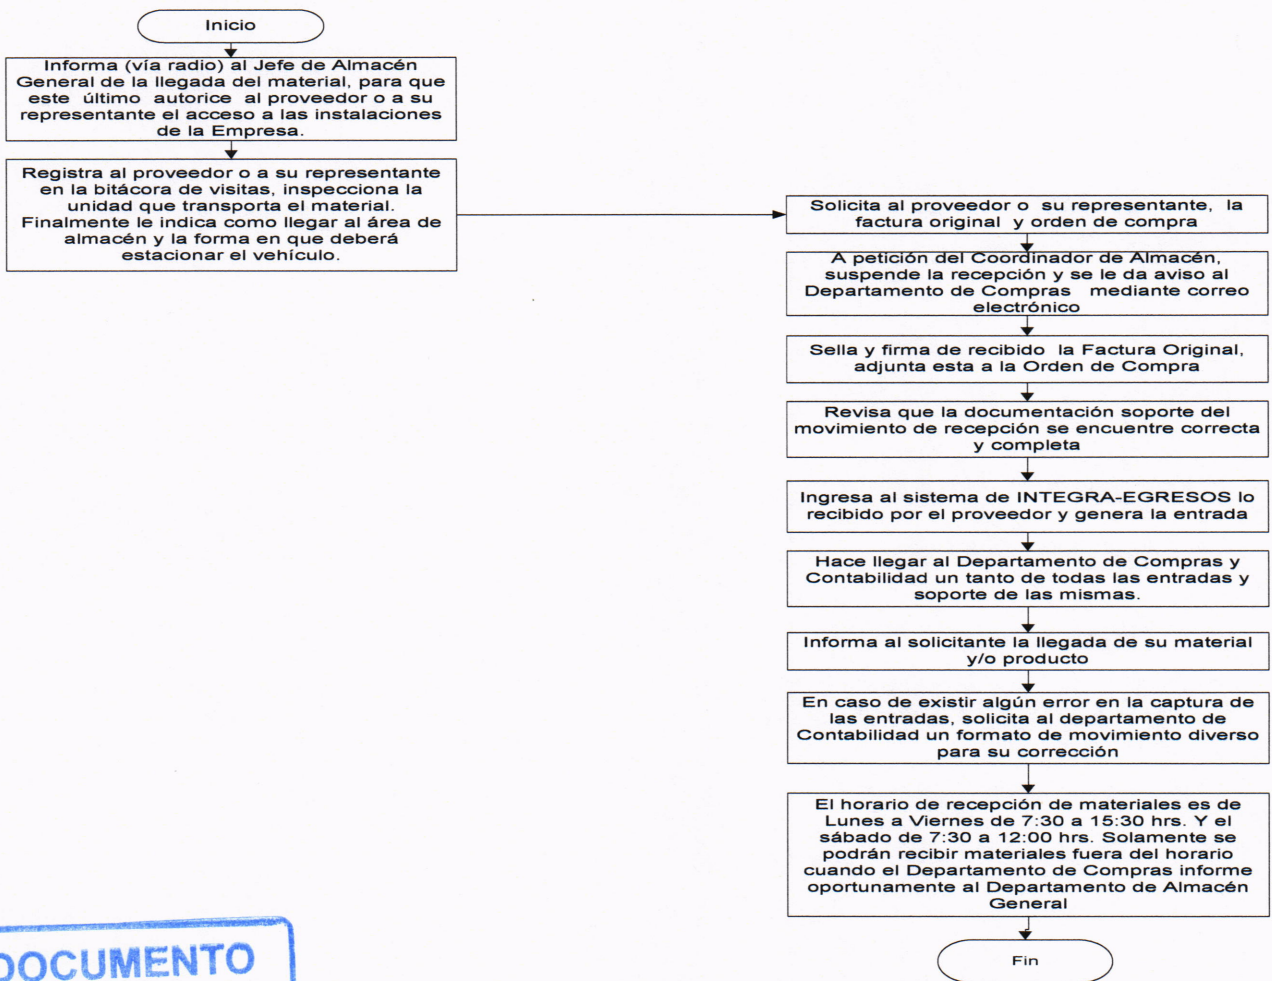 Inicio
Informa (vía radio) al Jefe de Almacén
General de la llegada del material, para que
este último autorice al proveedor o a su
representante el acceso a las instalaciones
de la Empresa.
Registra al proveedor o a su representante
en la bitácora de visitas, inspecciona la
unidad que transporta el material.
Finalmente le indica como llegar al área de
almacén y la forma en que deberá
estacionar el vehículo.
Solicita al proveedor o su representante, la
factura original y orden de compra
A petición del Coordinador de Almacén,
suspende la recepción y se le da aviso al
Departamento de Compras mediante correo
electrónico
Sella y firma de recibido la Factura Original,
adjunta esta a la Orden de Compra
Revisa que la documentación soporte del
movimiento de recepción se encuentre correcta
y completa
Ingresa al sistema de INTEGRA-EGRESOS lo
recibido por el proveedor y genera la entrada
Hace llegar al Departamento de Compras y
Contabilidad un tanto de todas las entradas y
soporte de las mismas.
Informa al solicitante la llegada de su material
y/o producto
En caso de existir algún error en la captura de
las entradas, solicita al departamento de
Contabilidad un formato de movimiento diverso
para su corrección
El horario de recepción de materiales es de
Lunes a Viernes de 7:30 a 15:30 hrs. Y el
sábado de 7:30 a 12:00 hrs. Solamente se
podrán recibir materiales fuera del horario
cuando el Departamento de Compras informe
oportunamente al Departamento de Almacén
General
Fin
DOCUMENTO